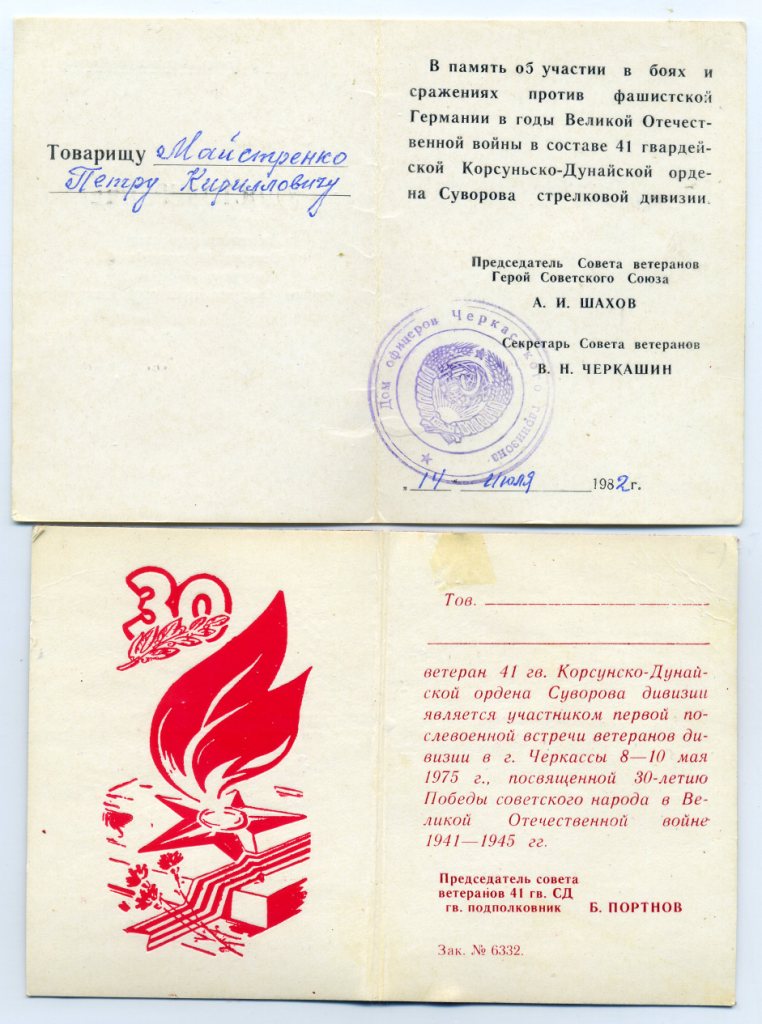 Товарищу Майстренко
Петру Кирилловичу
В память об участии в боях и
сражениях против фашистской
Германии в годы Великой Отечест-
венной войны в составе 41 гвардей-
ской Корсуньско-Дунайской орде-
на Суворова стрелковой дивизии.
Председатель Совета ветеранов
Герой Советского Союза
А. И. ШАХОВ
Секретарь Совета ветеранов
В. Н. ЧЕРКАШИН
Дом офицеров Черкасского гарнизона
„ 14 " июля 1982 г.
30
Тов.
ветеран 41 гв. Корсунско-Дунай-
ской ордена Суворова дивизии
является участником первой по-
слевоенной встречи ветеранов ди-
визии в г. Черкассы 8—10 мая
1975 г., посвященной 30-летию
Победы советского народа в Ве-
ликой Отечественной войне
1941—1945 гг.
Председатель совета
ветеранов 41 гв. СД
гв. подполковник Б. ПОРТНОВ
Зак. № 6332.